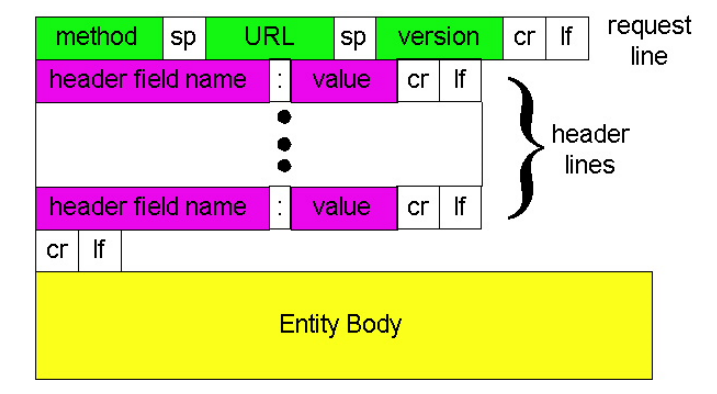 method sp URL sp version cr lf
request
line
header field name : value cr lf
header
lines
header field name : value cr lf
cr lf
Entity Body